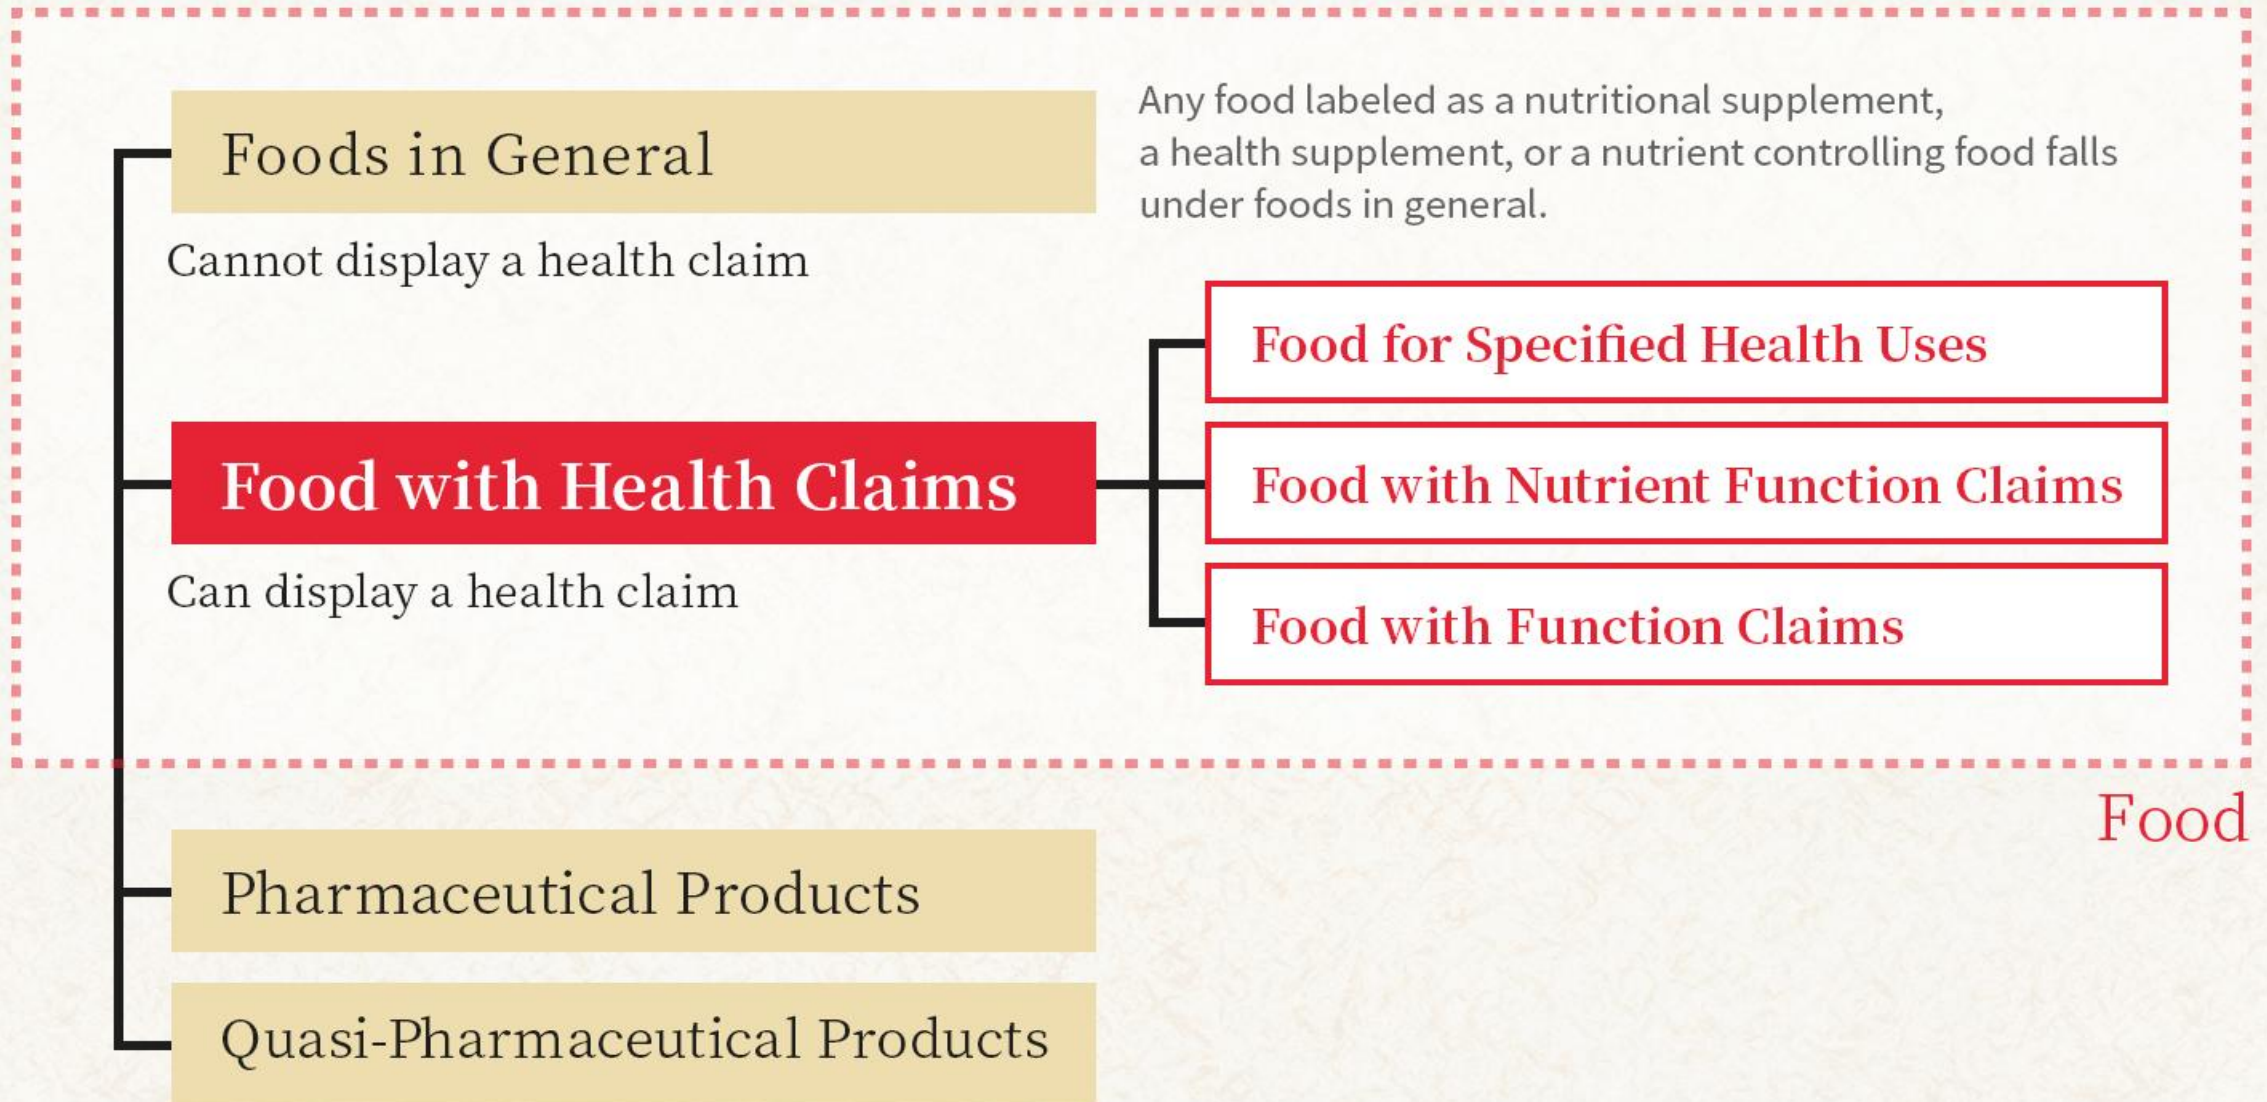 Foods in General
Any food labeled as a nutritional supplement,
a health supplement, or a nutrient controlling food falls
under foods in general.
Cannot display a health claim
Food with Health Claims
Can display a health claim
Food for Specified Health Uses
Food with Nutrient Function Claims
Food with Function Claims
Food
Pharmaceutical Products
Quasi-Pharmaceutical Products